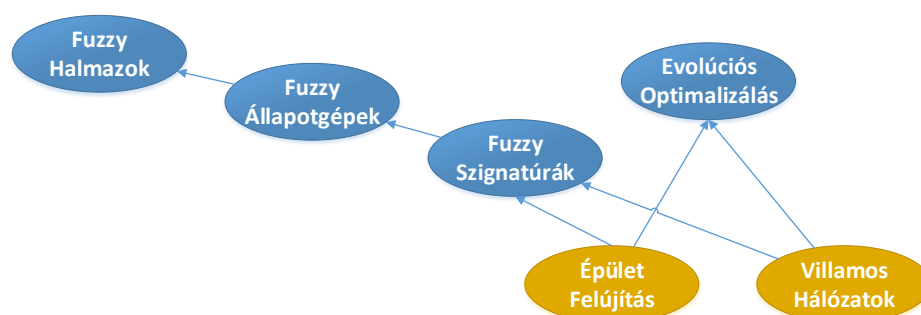 Fuzzy
Halmazok
Fuzzy
Állapotgépek
Evolúciós
Optimalizálás
Fuzzy
Szignatúrák
Épület
Felújítás
Villamos
Hálózatok